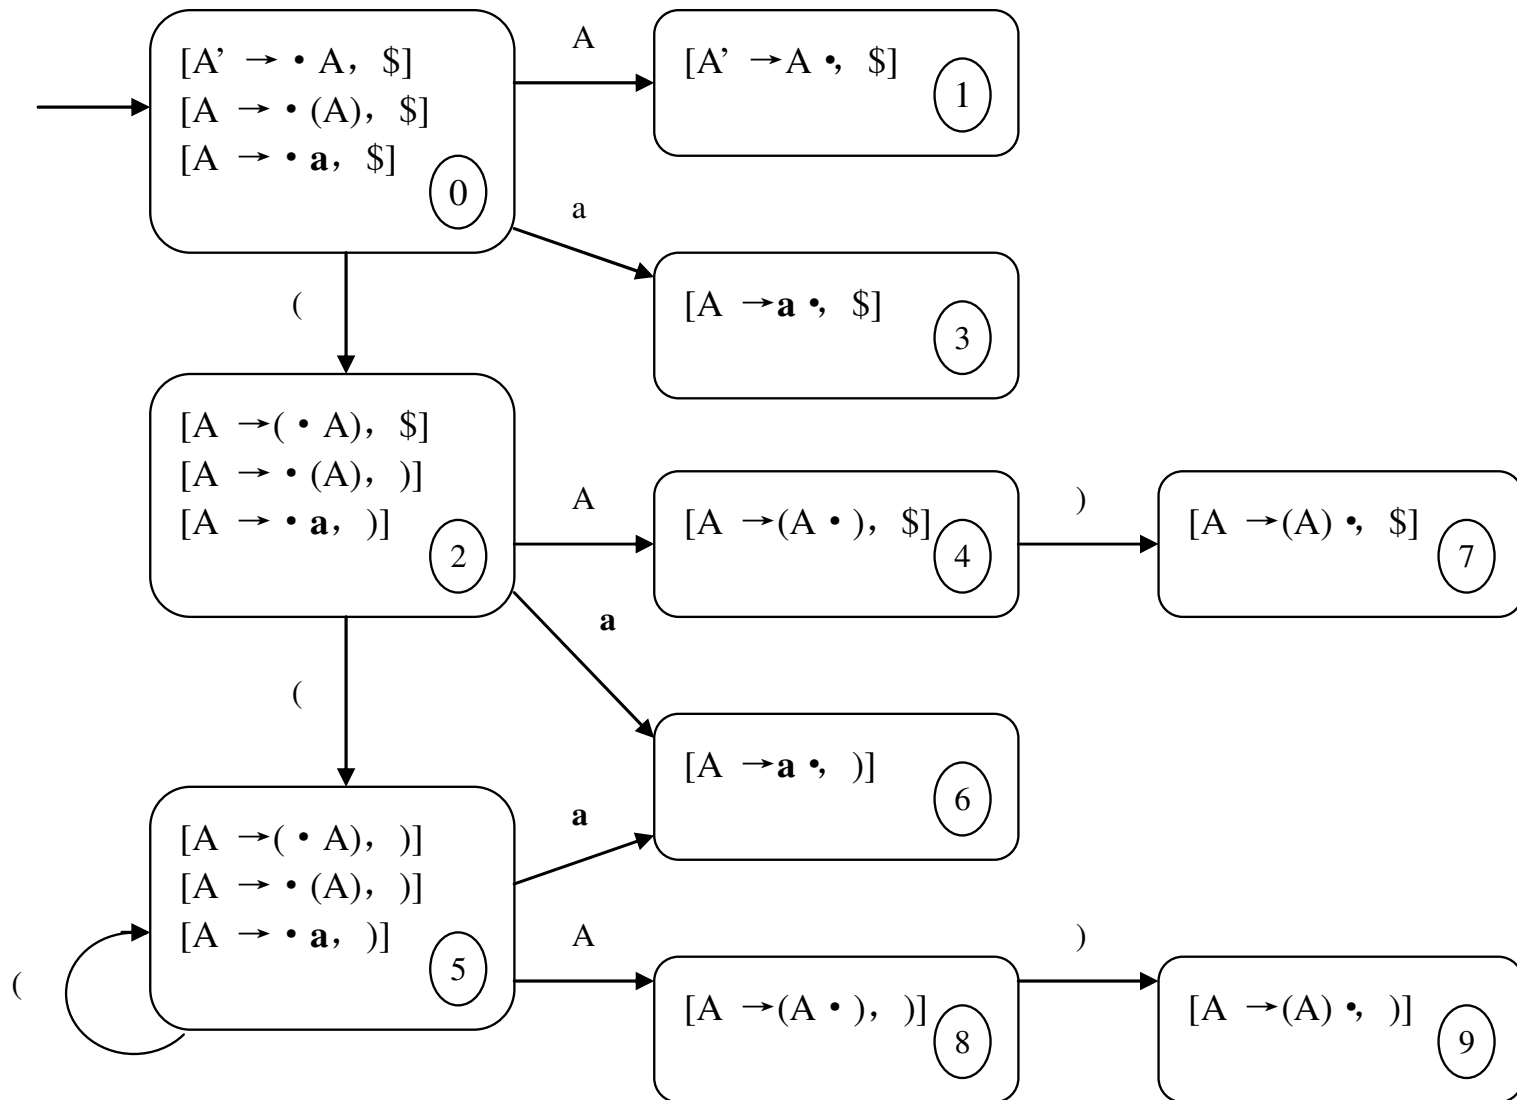 [A’ → • A, $]
[A → • (A), $]
[A → • a, $]
0
A
[A’ → A •, $]
1
a
[A → a •, $]
3
(
[A → ( • A), $]
[A → • (A), )]
[A → • a, )]
2
A
[A → (A • ), $]
4
)
[A → (A) •, $]
7
a
(
[A → a •, )]
6
a
[A → ( • A), )]
[A → • (A), )]
[A → • a, )]
5
(
A
[A → (A • ), )]
8
)
[A → (A) •, )]
9